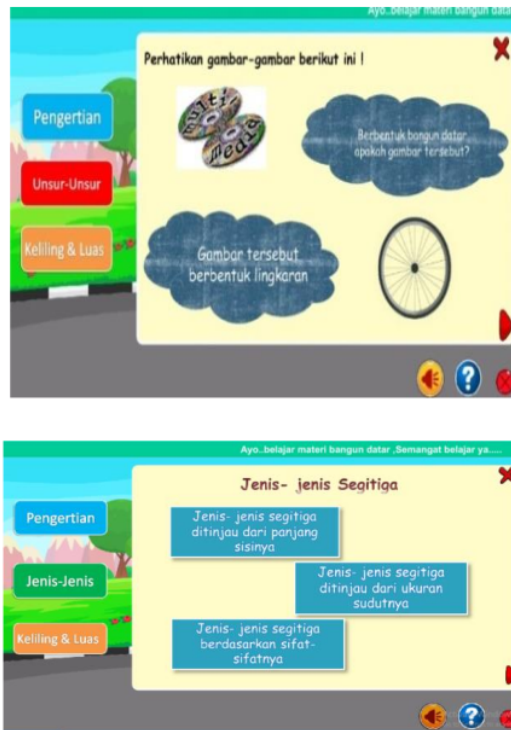 Ayo..belajar materi bangun datar
Perhatikan gambar-gambar berikut ini !
Pengertian
Multi
Media
Berbentuk bangun datar
apakah gambar tersebut?
Unsur-Unsur
Keliling & Luas
Gambar tersebut
berbentuk lingkaran
?
Ayo..belajar materi bangun datar ,Semangat belajar ya.....
Jenis- jenis Segitiga
Pengertian
Jenis- jenis segitiga
ditinjau dari panjang
sisinya
Jenis-Jenis
Jenis- jenis segitiga
ditinjau dari ukuran
sudutnya
Keliling & Luas
Jenis- jenis segitiga
berdasarkan sifat-
sifatnya
?